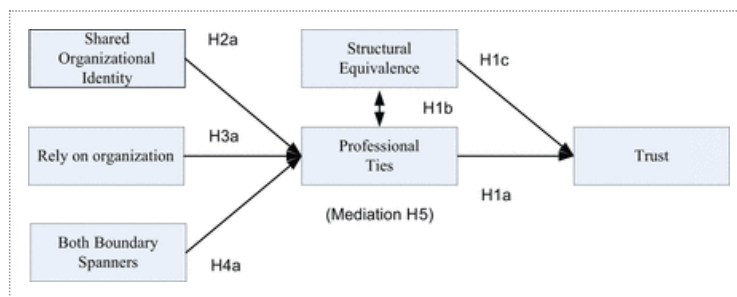 Shared
Organizational
Identity
H2a
Structural
Equivalence
H1c
H1b
Rely on organization
H3a
Professional
Ties
Trust
H1a
(Mediation H5)
Both Boundary
Spanners
H4a